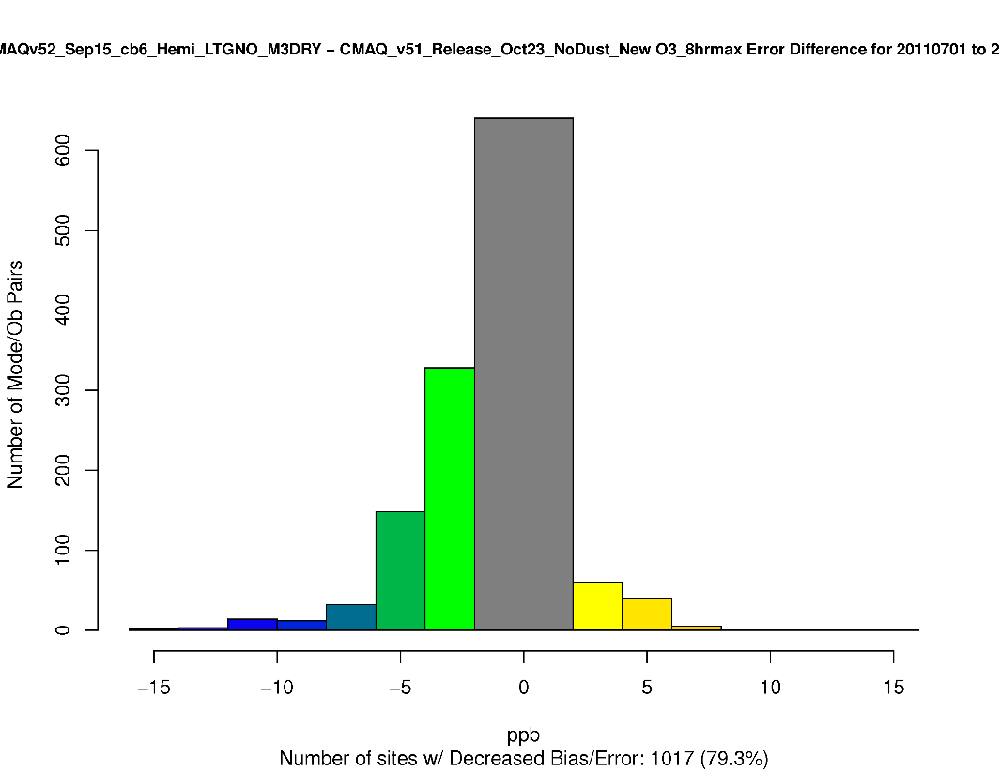 MAQv52_Sep15_cb6_Hemi_LTGNO_M3DRY − CMAQ_v51_Release_Oct23_NoDust_New O3_8hrmax Error Difference for 20110701 to 2
Number of Mode/Ob Pairs
600
500
400
300
200
100
0
−15 −10 −5 0 5 10 15
ppb
Number of sites w/ Decreased Bias/Error: 1017 (79.3%)